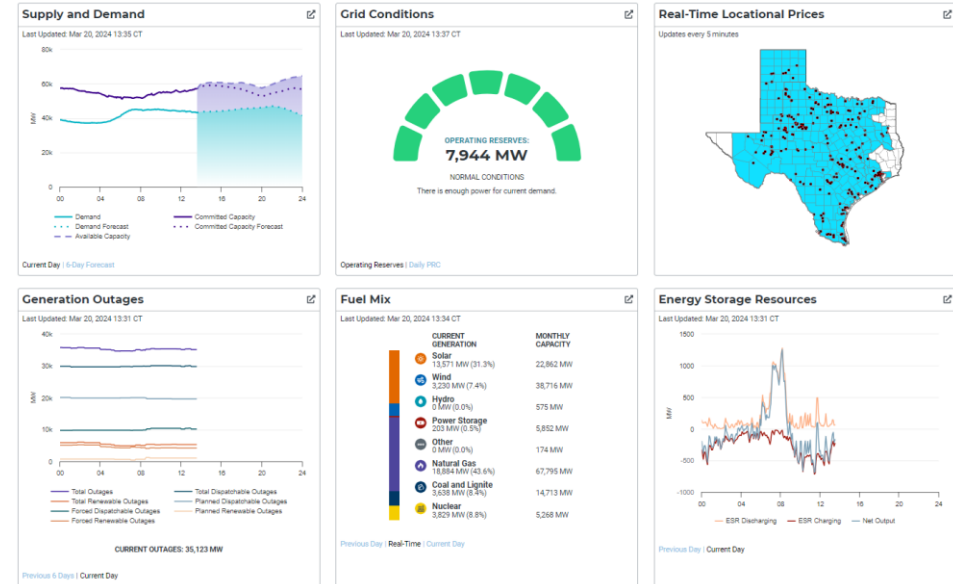 Supply and Demand
Last Updated: Mar 20, 2024 13:35 CT
80k
60k
40k
20k
0
MW
00 04 08 12 16 20 24
Demand
Committed Capacity
Demand Forecast
Committed Capacity Forecast
Available Capacity
Current Day | 6-Day Forecast
Grid Conditions
Last Updated: Mar 20, 2024 13:37 CT
OPERATING RESERVES:
7,944 MW
NORMAL CONDITIONS
There is enough power for current demand.
Operating Reserves | Daily PRC
Real-Time Locational Prices
Updates every 5 minutes
Generation Outages
Last Updated: Mar 20, 2024 13:31 CT
40k
30k
20k
10k
0
MW
00 04 08 12 16 20 24
Total Outages
Total Dispatchable Outages
Total Renewable Outages
Planned Dispatchable Outages
Forced Dispatchable Outages
Planned Renewable Outages
Forced Renewable Outages
CURRENT OUTAGES: 35,123 MW
Previous 6 Days | Current Day
Fuel Mix
Last Updated: Mar 20, 2024 13:34 CT
CURRENT GENERATION
MONTHLY CAPACITY
Solar
13,571 MW (31.3%) 22,862 MW
Wind
3,230 MW (7.4%) 38,716 MW
Hydro
0 MW (0.0%) 575 MW
Power Storage
203 MW (0.5%) 5,852 MW
Other
0 MW (0.0%) 174 MW
Natural Gas
18,884 MW (43.6%) 67,795 MW
Coal and Lignite
3,638 MW (8.4%) 14,713 MW
Nuclear
3,829 MW (8.8%) 5,268 MW
Previous Day | Real-Time | Current Day
Energy Storage Resources
Last Updated: Mar 20, 2024 13:31 CT
1500
1000
500
0
-500
-1000
MW
00 04 08 12 16 20 24
ESR Discharging ESR Charging Net Output
Previous Day | Current Day